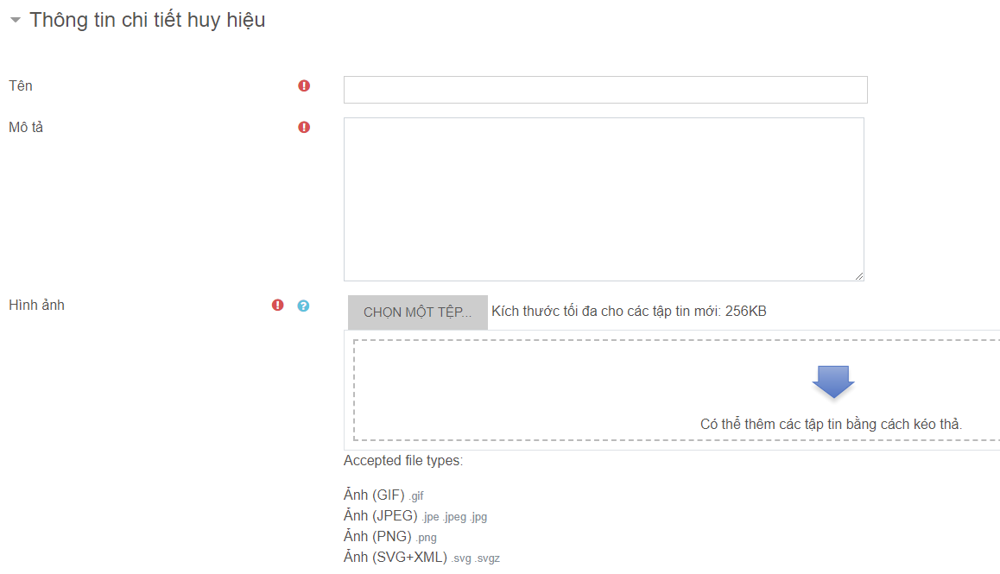 Thông tin chi tiết huy hiệu
Tên
Mô tả
Hình ảnh
CHỌN MỘT TỆP... Kích thước tối đa cho các tập tin mới: 256KB
Có thể thêm các tập tin bằng cách kéo thả.
Accepted file types:
Ảnh (GIF) .gif
Ảnh (JPEG) .jpe .jpeg .jpg
Ảnh (PNG) .png
Ảnh (SVG+XML) .svg .svgz